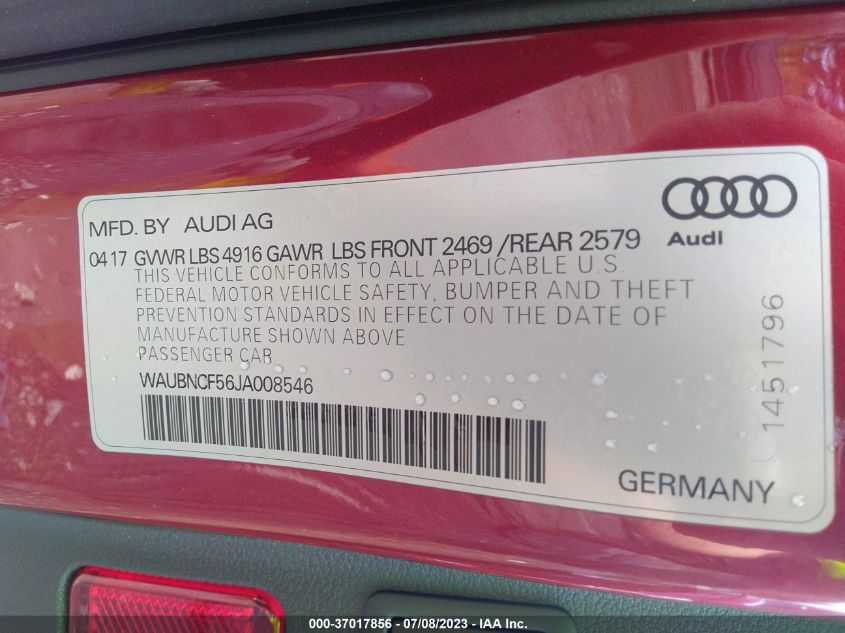 MFD. BY AUDI AG
Audi
04 17 GVWR LBS 4916 GAWR LBS FRONT 2469 /REAR 2579
THIS VEHICLE CONFORMS TO ALL APPLICABLE U.S.
FEDERAL MOTOR VEHICLE SAFETY, BUMPER AND THEFT
PREVENTION STANDARDS IN EFFECT ON THE DATE OF
MANUFACTURE SHOWN ABOVE
PASSENGER CAR
WAUBNCF56JA008546
1451796
GERMANY
000-37017856 - 07/08/2023 - IAA Inc.